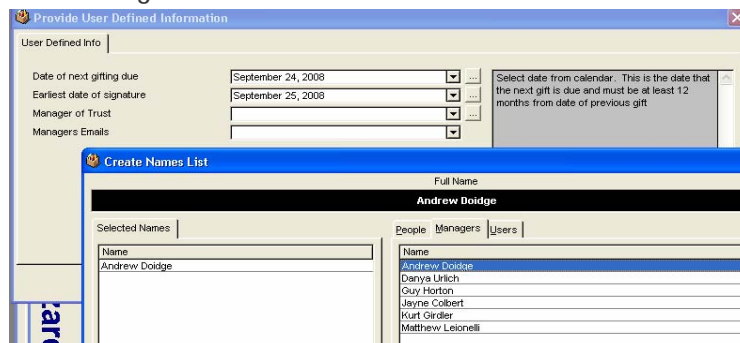 Provide User Defined Information
User Defined Info
Date of next gifting due September 24, 2008
Earliest date of signature September 25, 2008
Manager of Trust
Managers Emails
Select date from calendar. This is the date that
the next gift is due and must be at least 12
months from date of previous gift
Create Names List
Full Name
Andrew Doidge
Selected Names
People Managers Users
Name
Andrew Doidge
Name
Andrew Doidge
Danya Urlich
Guy Horton
Jayne Colbert
Kurt Girdler
Matthew Leionelli